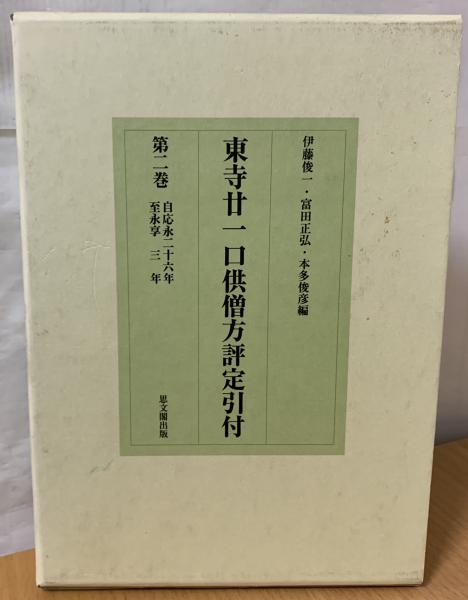 伊藤俊一・富田正弘・本多俊彦編
東寺廿一口供僧方評定引付
第二巻
自応永二十六年
至永享 三 年
思文閣出版